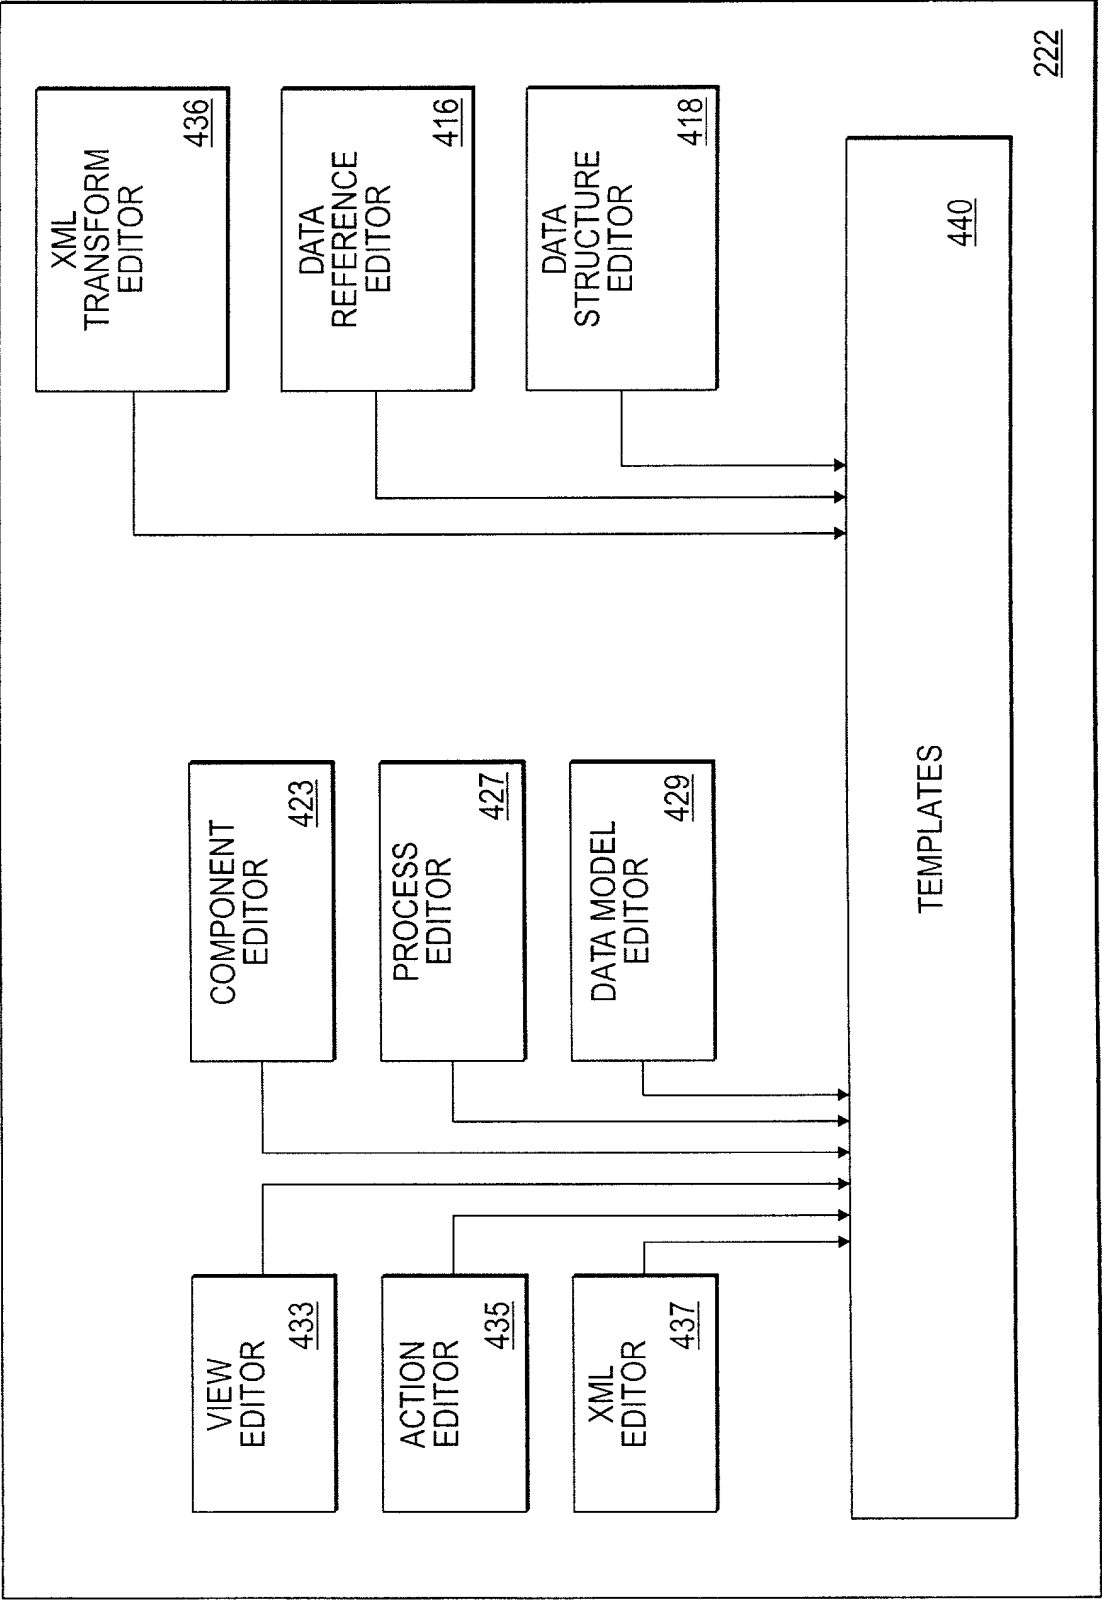 VIEW
EDITOR
433
ACTION
EDITOR
435
XML
EDITOR
437
COMPONENT
EDITOR
423
PROCESS
EDITOR
427
DATA MODEL
EDITOR
429
XML
TRANSFORM
EDITOR
436
DATA
REFERENCE
EDITOR
416
DATA
STRUCTURE
EDITOR
418
TEMPLATES
440
222